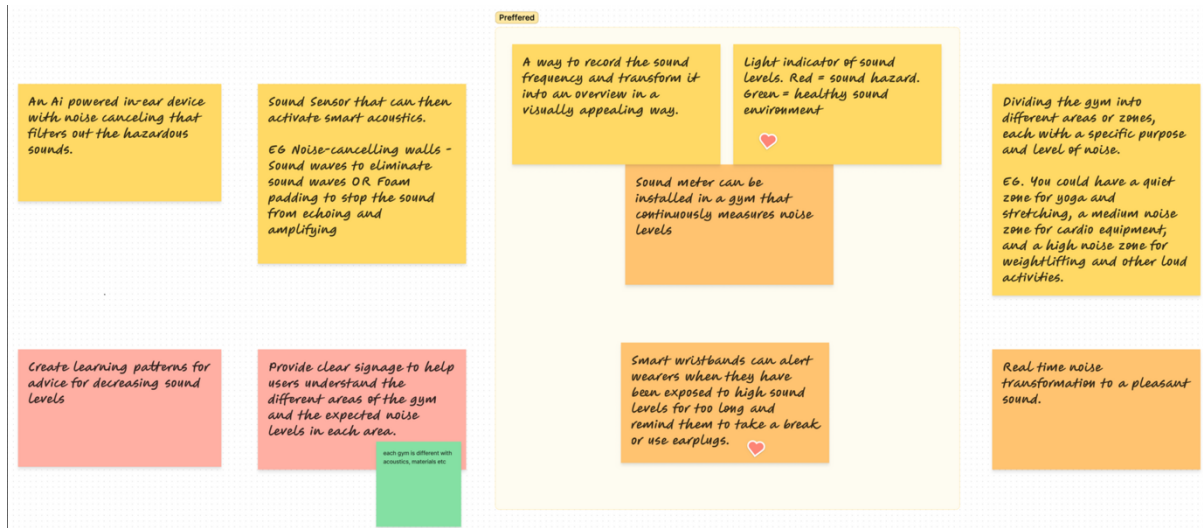 Preffered
An Ai powered in-ear device
with noise canceling that
filters out the hazardous
sounds.
Sound Sensor that can then
activate smart acoustics.
EG Noise-cancelling walls -
Sound waves to eliminate
sound waves OR Foam
padding to stop the sound
from echoing and
amplifying
A way to record the sound
frequency and transform it
into an overview in a
visually appealing way.
Light indicator of sound
levels. Red = sound hazard.
Green = healthy sound
environment
Sound meter can be
installed in a gym that
continuously measures noise
levels
Dividing the gym into
different areas or zones,
each with a specific purpose
and level of noise.
EG. You could have a quiet
zone for yoga and
stretching, a medium noise
zone for cardio equipment,
and a high noise zone for
weightlifting and other loud
activities.
Create learning patterns for
advice for decreasing sound
levels
Provide clear signage to help
users understand the
different areas of the gym
and the expected noise
levels in each area.
each gym is different with
acoustics, materials etc
Smart wristbands can alert
wearers when they have
been exposed to high sound
levels for too long and
remind them to take a break
or use earplugs.
Real time noise
transformation to a pleasant
sound.